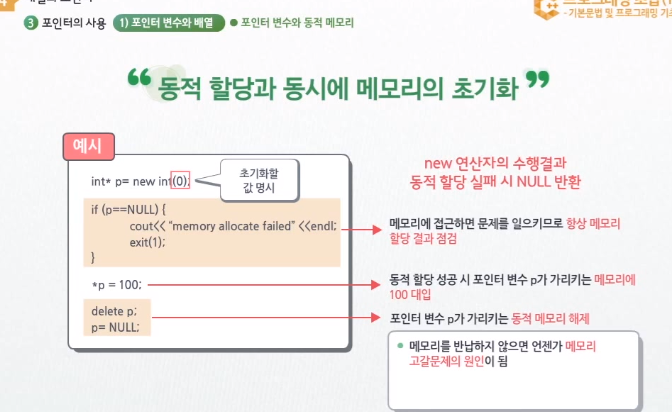 3 포인터의 사용 1) 포인터 변수와 배열 ● 포인터 변수와 동적 메모리
- 기본문법 및 프로그래밍 기초
“ 동적 할당과 동시에 메모리의 초기화 ”
예시
int* p= new int(0);
초기화할
값 명시
if (p==NULL) {
cout<< “memory allocate failed” <<endl;
exit(1);
}
*p = 100;
delete p;
p= NULL;
new 연산자의 수행결과
동적 할당 실패 시 NULL 반환
메모리에 접근하면 문제를 일으키므로 항상 메모리
할당 결과 점검
동적 할당 성공 시 포인터 변수 p가 가리키는 메모리에
100 대입
포인터 변수 p가 가리키는 동적 메모리 해제
● 메모리를 반납하지 않으면 언젠가 메모리
고갈문제의 원인이 됨